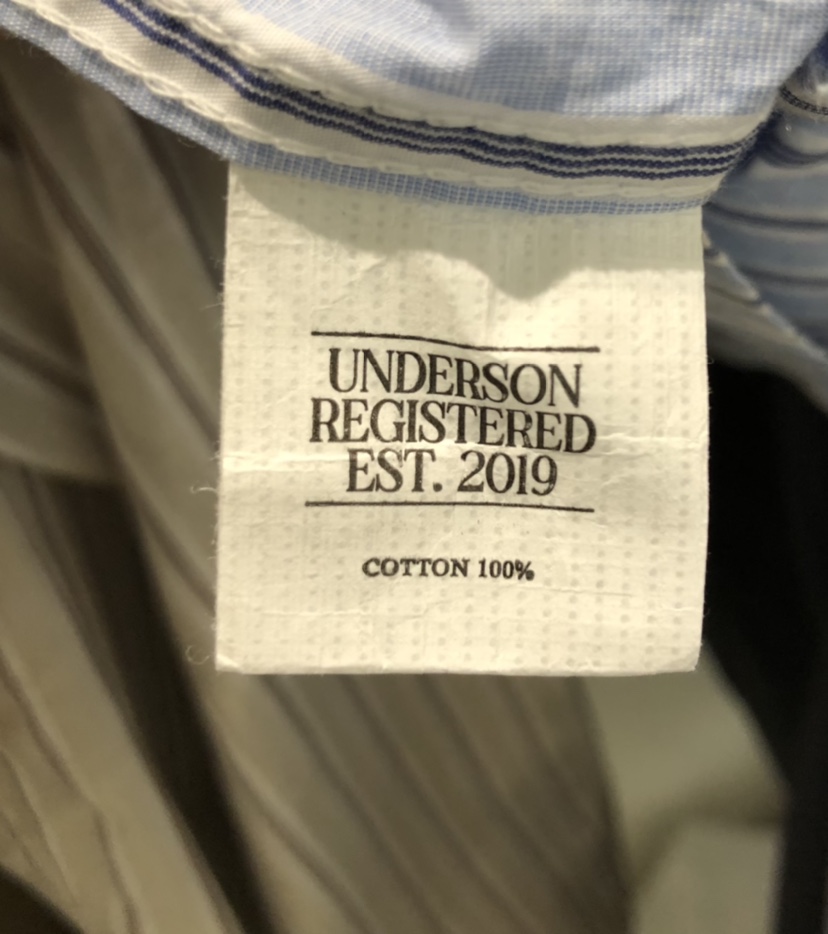 UNDERSON
REGISTERED
EST. 2019
COTTON 100%